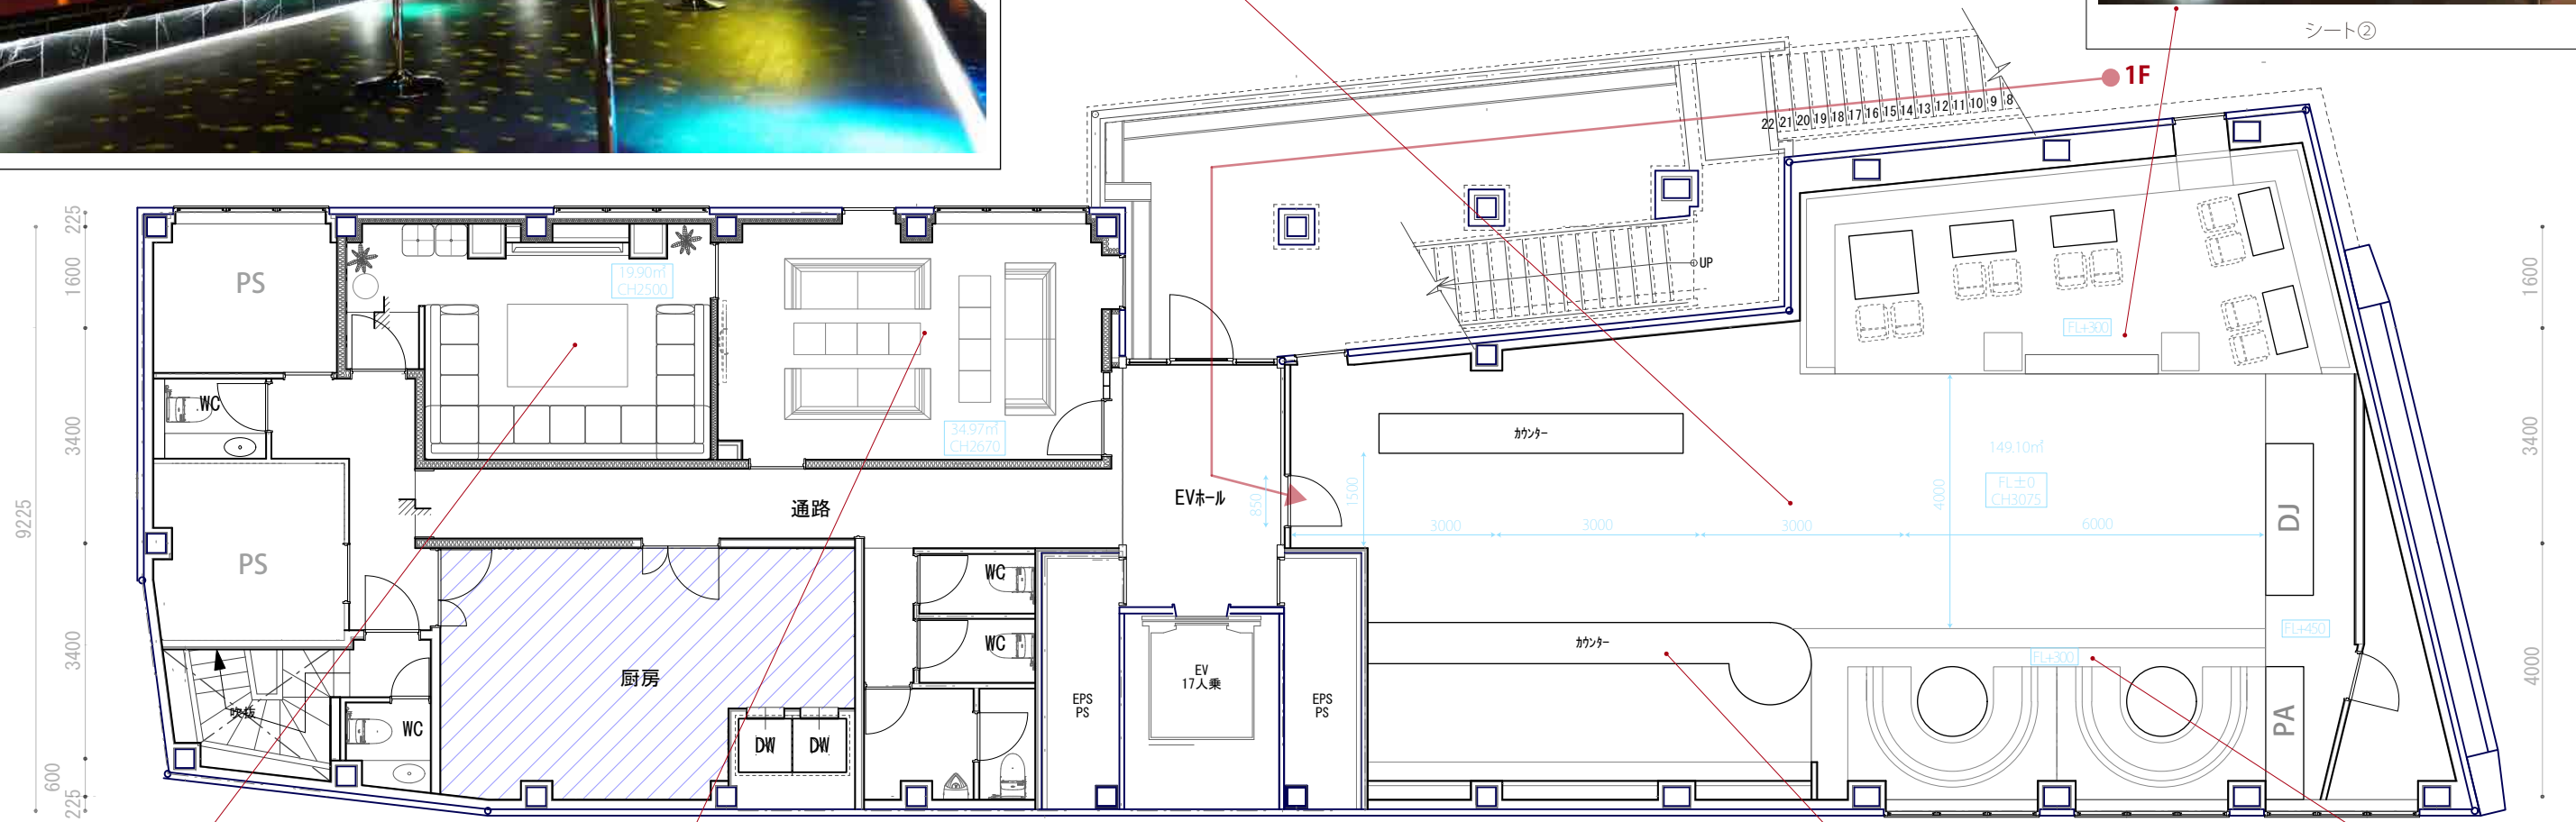 シート②
1F
22 21 20 19 18 17 16 15 14 13 12 11 10 9 8
UP
225
1600
3400
9225
3400
600
225
PS
19.90㎡
CH2500
WC
34.97㎡
CH2670
PS
通路
EVホール
850
1500
カウンター
3000
3000
3000
6000
4000
149.10㎡
FL±0
CH3075
FL+300
DJ
FL+450
FL+300
PA
カウンター
WC
WC
厨房
吹抜
WC
DW
DW
EPS
PS
EV
17人乗
EPS
PS
1600
3400
4000